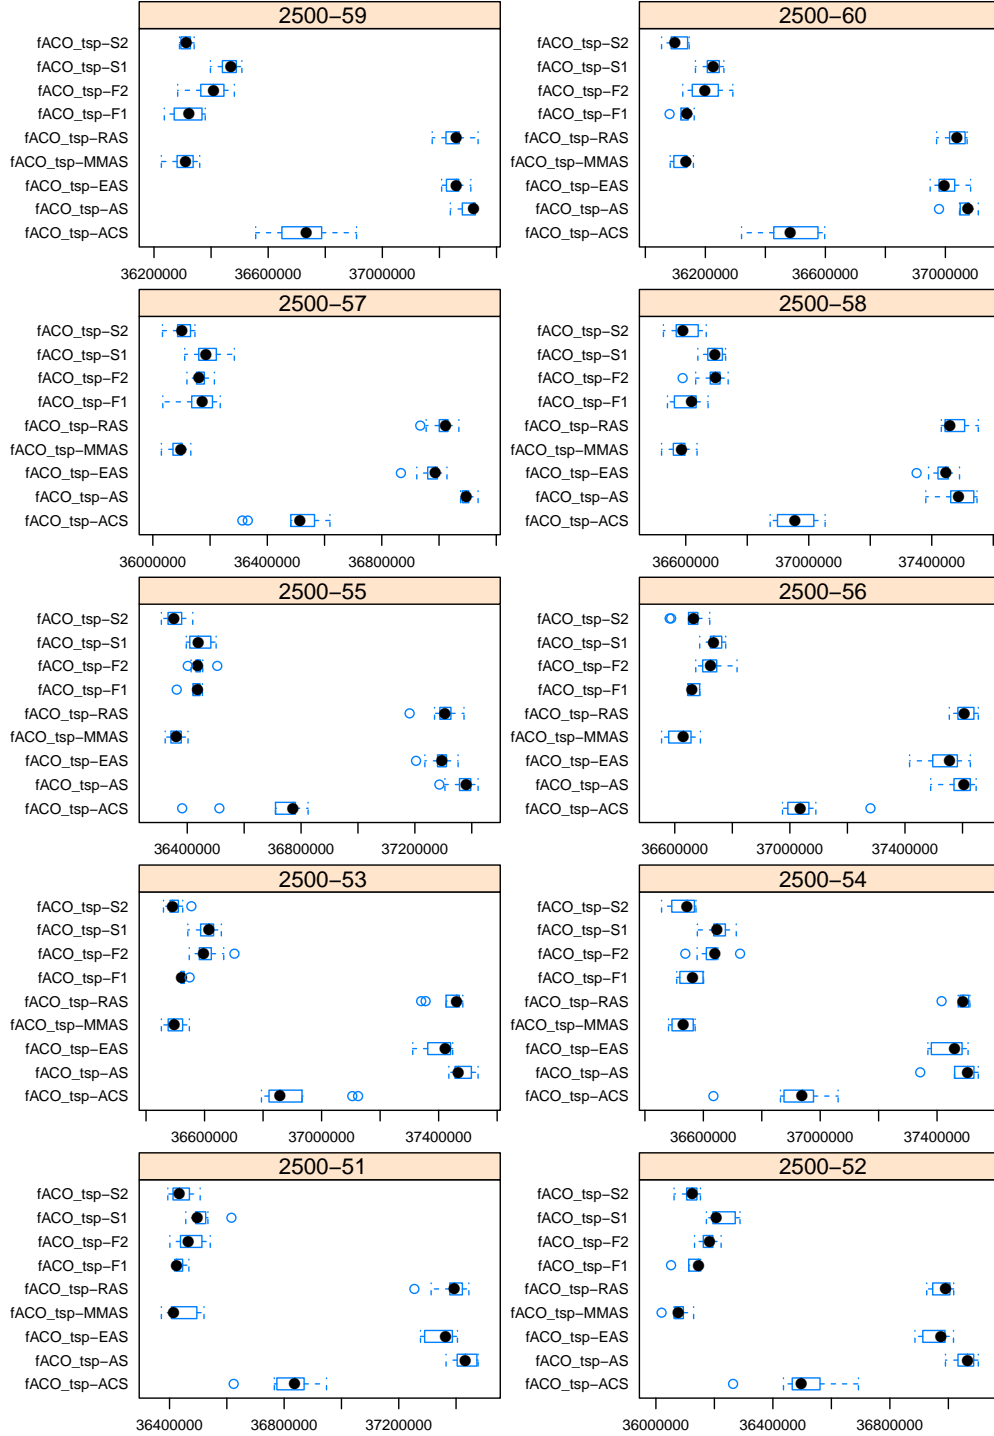 2500−59
fACO_tsp−S2
fACO_tsp−S1
fACO_tsp−F2
fACO_tsp−F1
fACO_tsp−RAS
fACO_tsp−MMAS
fACO_tsp−EAS
fACO_tsp−AS
fACO_tsp−ACS
36200000 36600000 37000000
2500−60
fACO_tsp−S2
fACO_tsp−S1
fACO_tsp−F2
fACO_tsp−F1
fACO_tsp−RAS
fACO_tsp−MMAS
fACO_tsp−EAS
fACO_tsp−AS
fACO_tsp−ACS
36200000 36600000 37000000
2500−57
fACO_tsp−S2
fACO_tsp−S1
fACO_tsp−F2
fACO_tsp−F1
fACO_tsp−RAS
fACO_tsp−MMAS
fACO_tsp−EAS
fACO_tsp−AS
fACO_tsp−ACS
36000000 36400000 36800000
2500−58
fACO_tsp−S2
fACO_tsp−S1
fACO_tsp−F2
fACO_tsp−F1
fACO_tsp−RAS
fACO_tsp−MMAS
fACO_tsp−EAS
fACO_tsp−AS
fACO_tsp−ACS
36600000 37000000 37400000
2500−55
fACO_tsp−S2
fACO_tsp−S1
fACO_tsp−F2
fACO_tsp−F1
fACO_tsp−RAS
fACO_tsp−MMAS
fACO_tsp−EAS
fACO_tsp−AS
fACO_tsp−ACS
36400000 36800000 37200000
2500−56
fACO_tsp−S2
fACO_tsp−S1
fACO_tsp−F2
fACO_tsp−F1
fACO_tsp−RAS
fACO_tsp−MMAS
fACO_tsp−EAS
fACO_tsp−AS
fACO_tsp−ACS
36600000 37000000 37400000
2500−53
fACO_tsp−S2
fACO_tsp−S1
fACO_tsp−F2
fACO_tsp−F1
fACO_tsp−RAS
fACO_tsp−MMAS
fACO_tsp−EAS
fACO_tsp−AS
fACO_tsp−ACS
36600000 37000000 37400000
2500−54
fACO_tsp−S2
fACO_tsp−S1
fACO_tsp−F2
fACO_tsp−F1
fACO_tsp−RAS
fACO_tsp−MMAS
fACO_tsp−EAS
fACO_tsp−AS
fACO_tsp−ACS
36600000 37000000 37400000
2500−51
fACO_tsp−S2
fACO_tsp−S1
fACO_tsp−F2
fACO_tsp−F1
fACO_tsp−RAS
fACO_tsp−MMAS
fACO_tsp−EAS
fACO_tsp−AS
fACO_tsp−ACS
36400000 36800000 37200000
2500−52
fACO_tsp−S2
fACO_tsp−S1
fACO_tsp−F2
fACO_tsp−F1
fACO_tsp−RAS
fACO_tsp−MMAS
fACO_tsp−EAS
fACO_tsp−AS
fACO_tsp−ACS
36000000 36400000 36800000